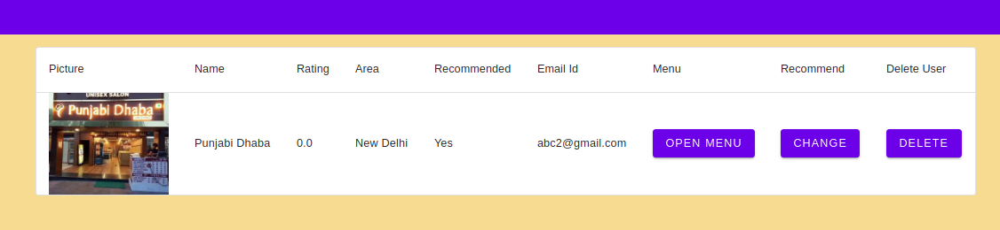 Picture Name Rating Area Recommended Email Id Menu Recommend Delete User
UNISEX SALON
Punjabi Dhaba
Punjabi Dhaba 0.0 New Delhi Yes abc2@gmail.com OPEN MENU CHANGE DELETE